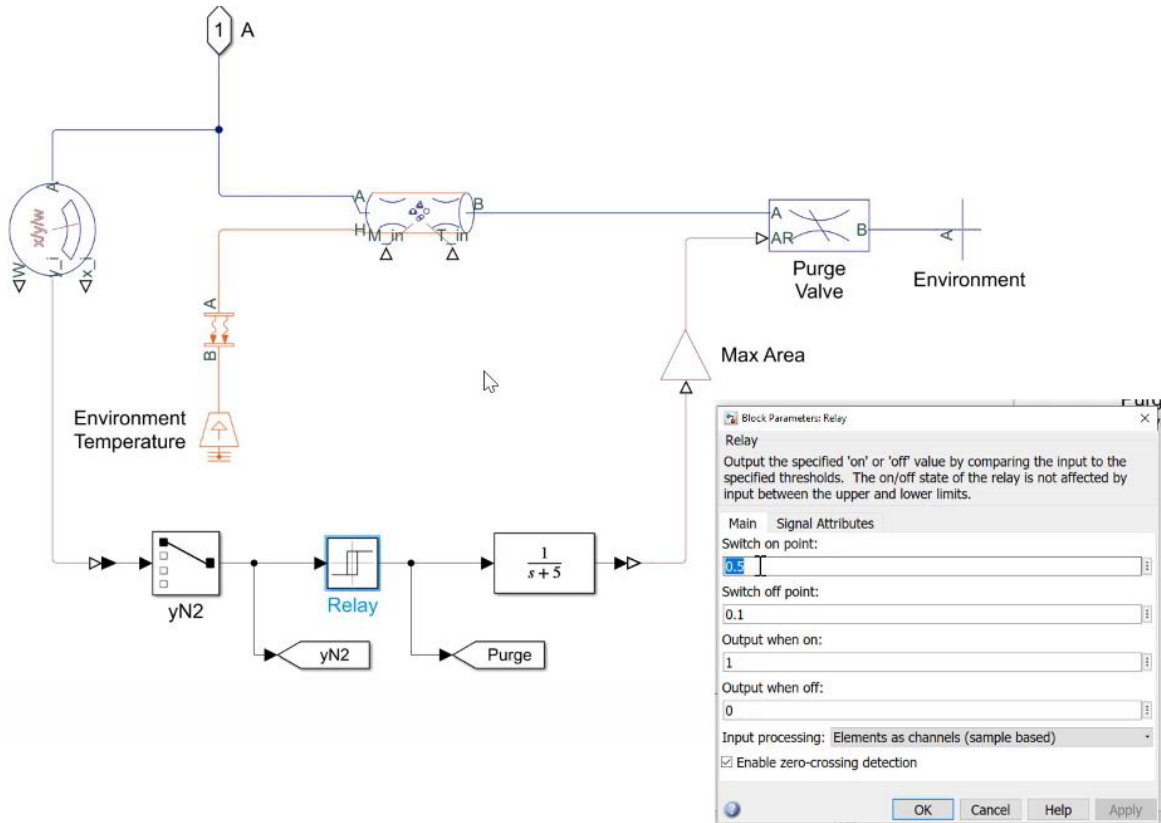 1 A
A
x/y/w
W
y_i
x_i
A
B
H
M_in
T_in
A
AR
B
Purge
Valve
A
Environment
A
B
Environment
Temperature
Max Area
yN2
Relay
1
s + 5
yN2
Purge
Block Parameters: Relay
Relay
Output the specified 'on' or 'off' value by comparing the input to the
specified thresholds. The on/off state of the relay is not affected by
input between the upper and lower limits.
Main Signal Attributes
Switch on point:
0.5
Switch off point:
0.1
Output when on:
1
Output when off:
0
Input processing: Elements as channels (sample based)
Enable zero-crossing detection
OK Cancel Help Apply